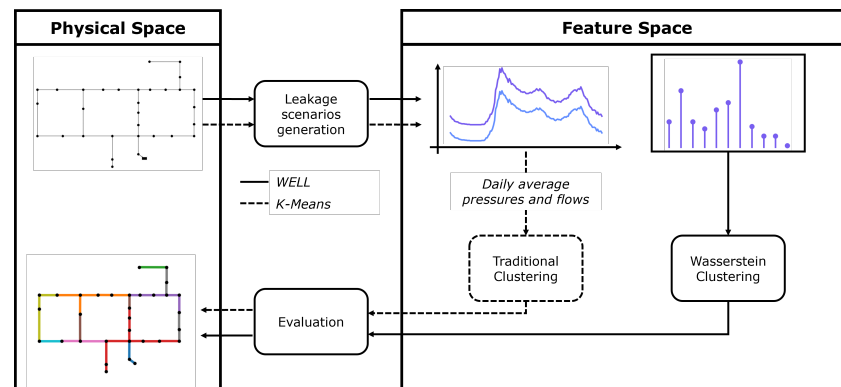 Physical Space
Feature Space
Leakage
scenarios
generation
WELL
K-Means
Daily average
pressures and flows
Traditional
Clustering
Wasserstein
Clustering
Evaluation